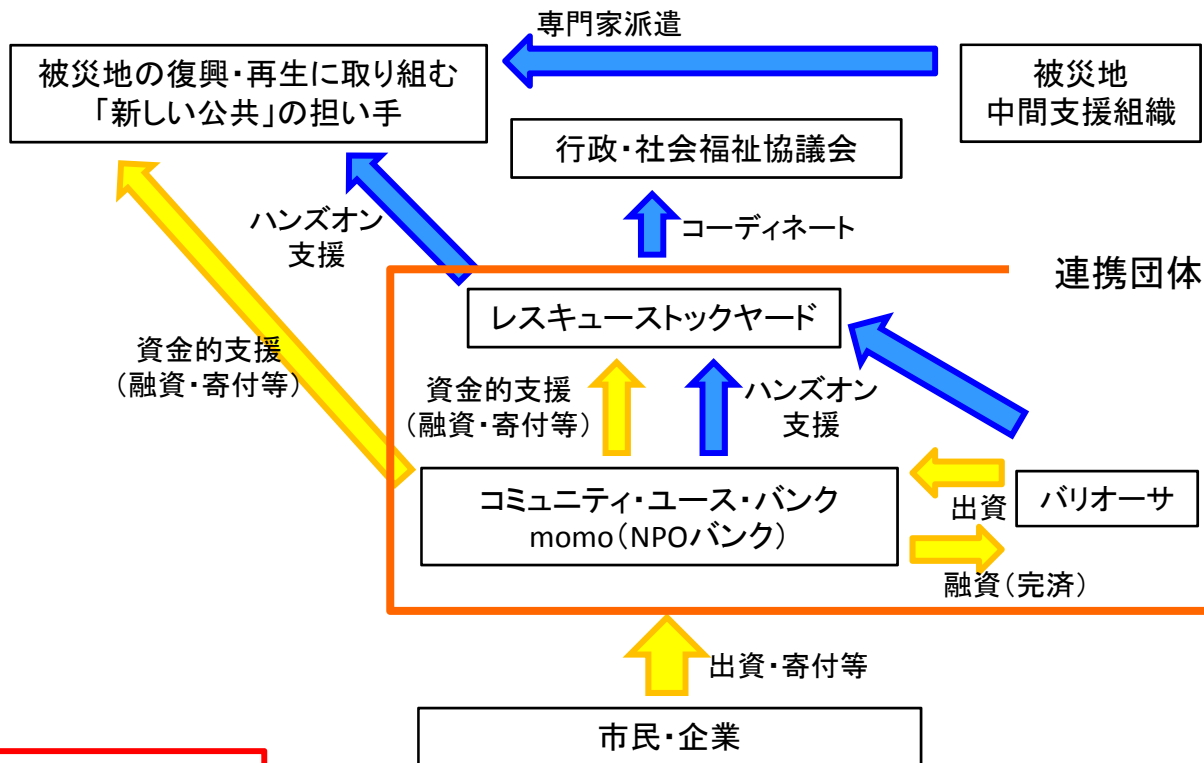 専門家派遣
被災地の復興・再生に取り組む
「新しい公共」の担い手
被災地
中間支援組織
行政・社会福祉協議会
ハンズオン
支援
コーディネート
連携団体
レスキューストックヤード
資金的支援
（融資・寄付等）
資金的支援
（融資・寄付等）
ハンズオン
支援
コミュニティ・ユース・バンク
momo（NPOバンク）
出資
バリオーサ
融資（完済）
出資・寄付等
市民・企業